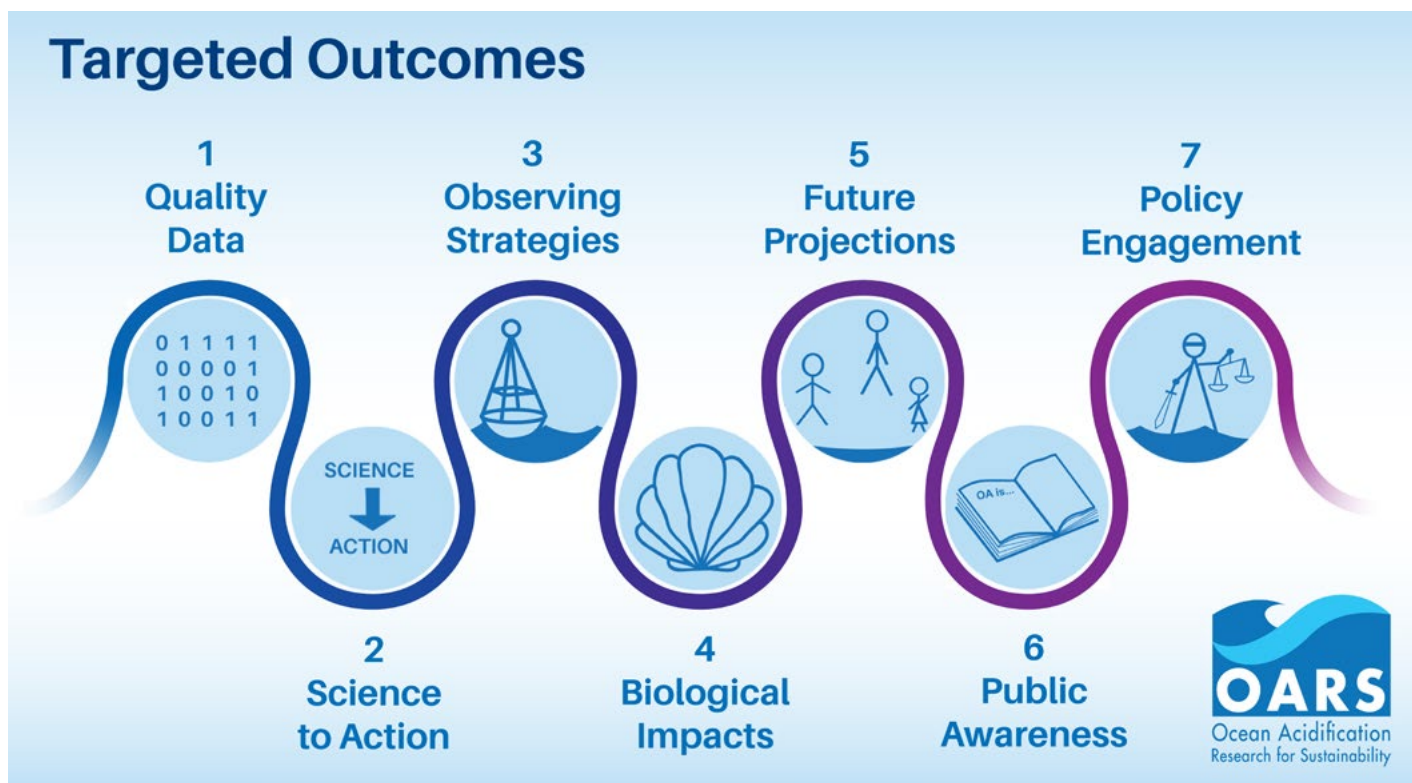 Targeted Outcomes
1
Quality
Data
3
Observing
Strategies
5
Future
Projections
7
Policy
Engagement
0 1 1 1 1
0 0 0 0 1
1 0 0 1 0
1 0 0 1 1
SCIENCE
ACTION
OA is...
2
Science
to Action
4
Biological
Impacts
6
Public
Awareness
OARS
Ocean Acidification
Research for Sustainability